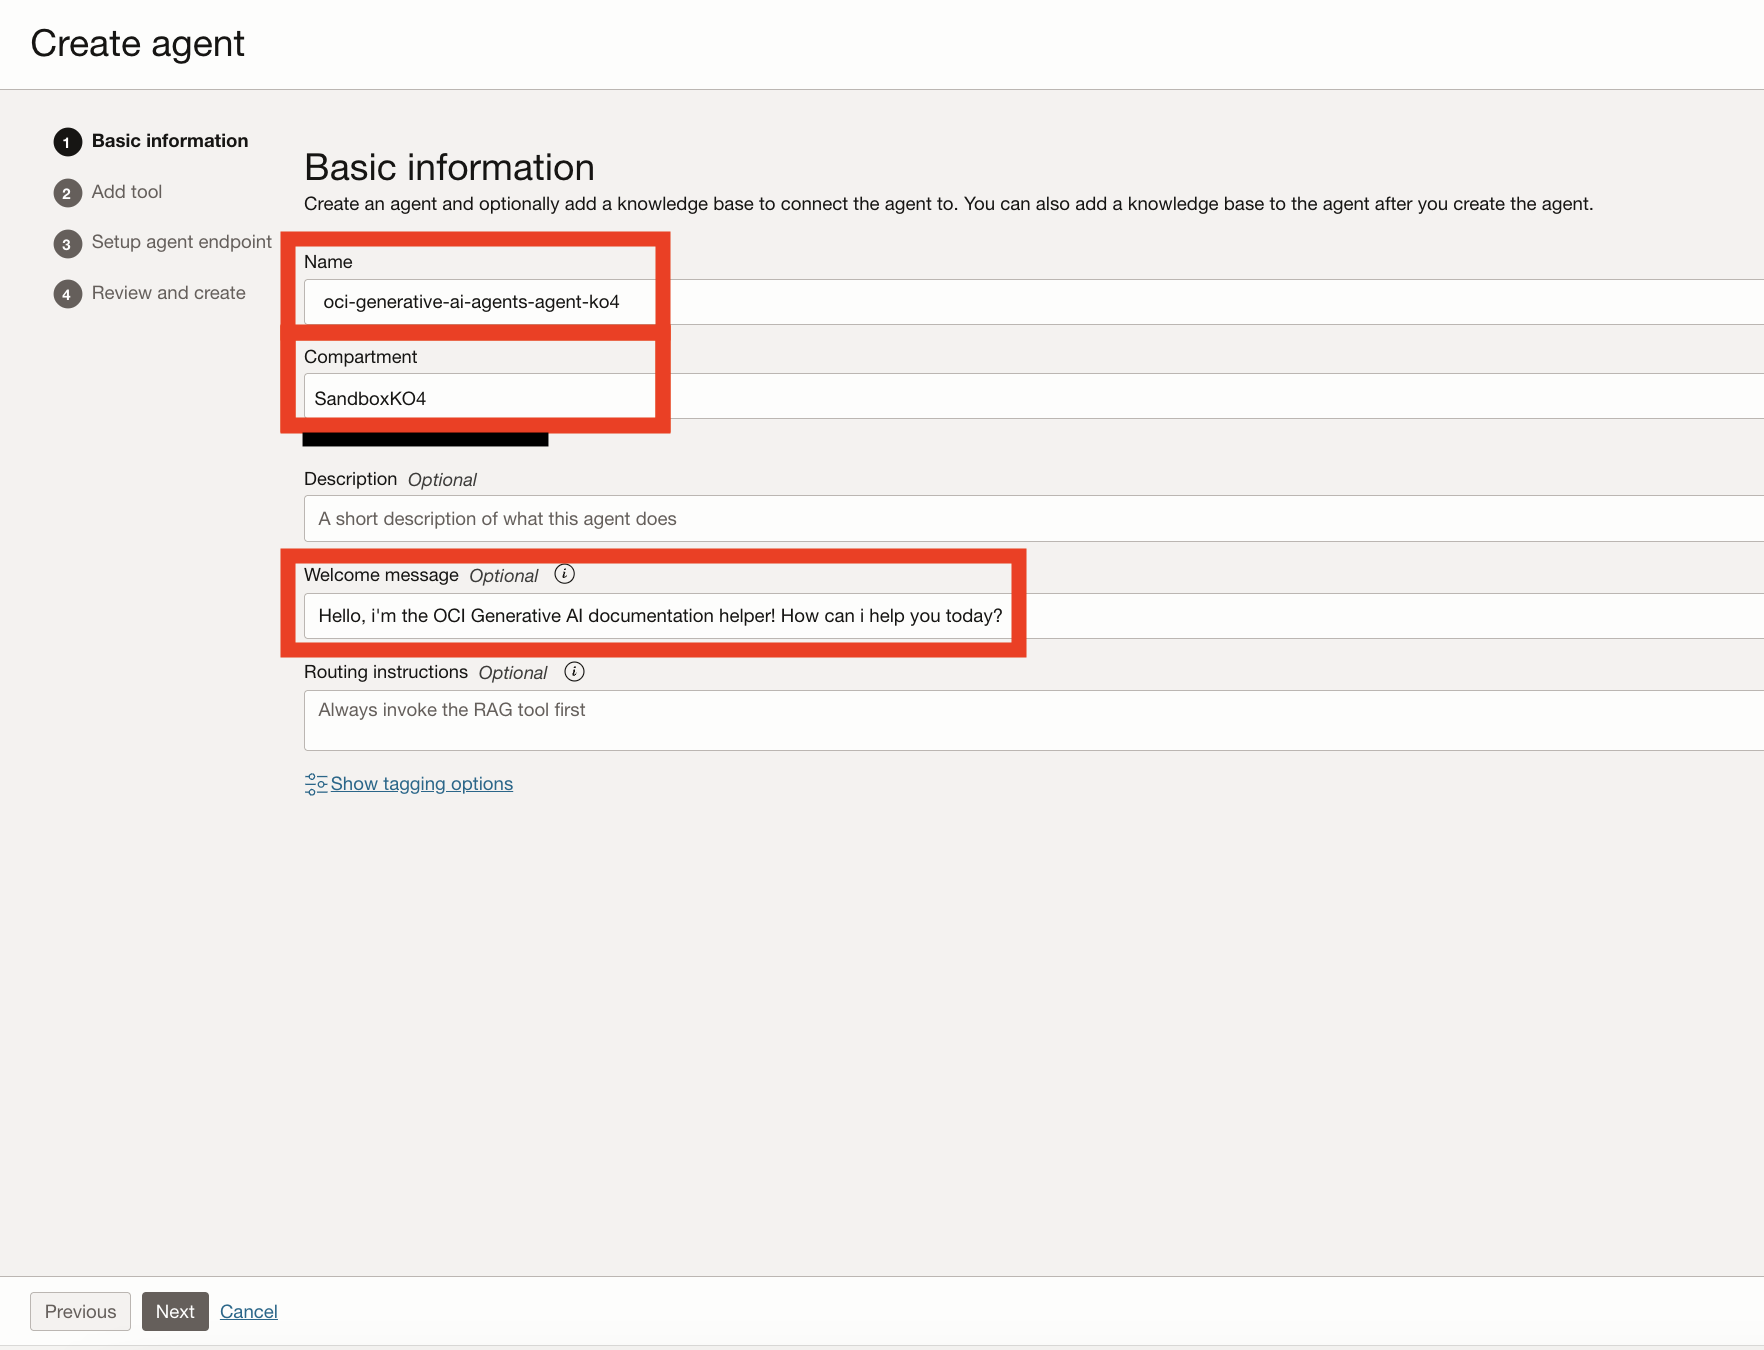 Create agent
1 Basic information
2 Add tool
3 Setup agent endpoint
4 Review and create
Basic information
Create an agent and optionally add a knowledge base to connect the agent to. You can also add a knowledge base to the agent after you create the agent.
Name
oci-generative-ai-agents-agent-ko4
Compartment
SandboxKO4
Description Optional
A short description of what this agent does
Welcome message Optional i
Hello, i'm the OCI Generative AI documentation helper! How can i help you today?
Routing instructions Optional i
Always invoke the RAG tool first
Show tagging options
Previous Next Cancel